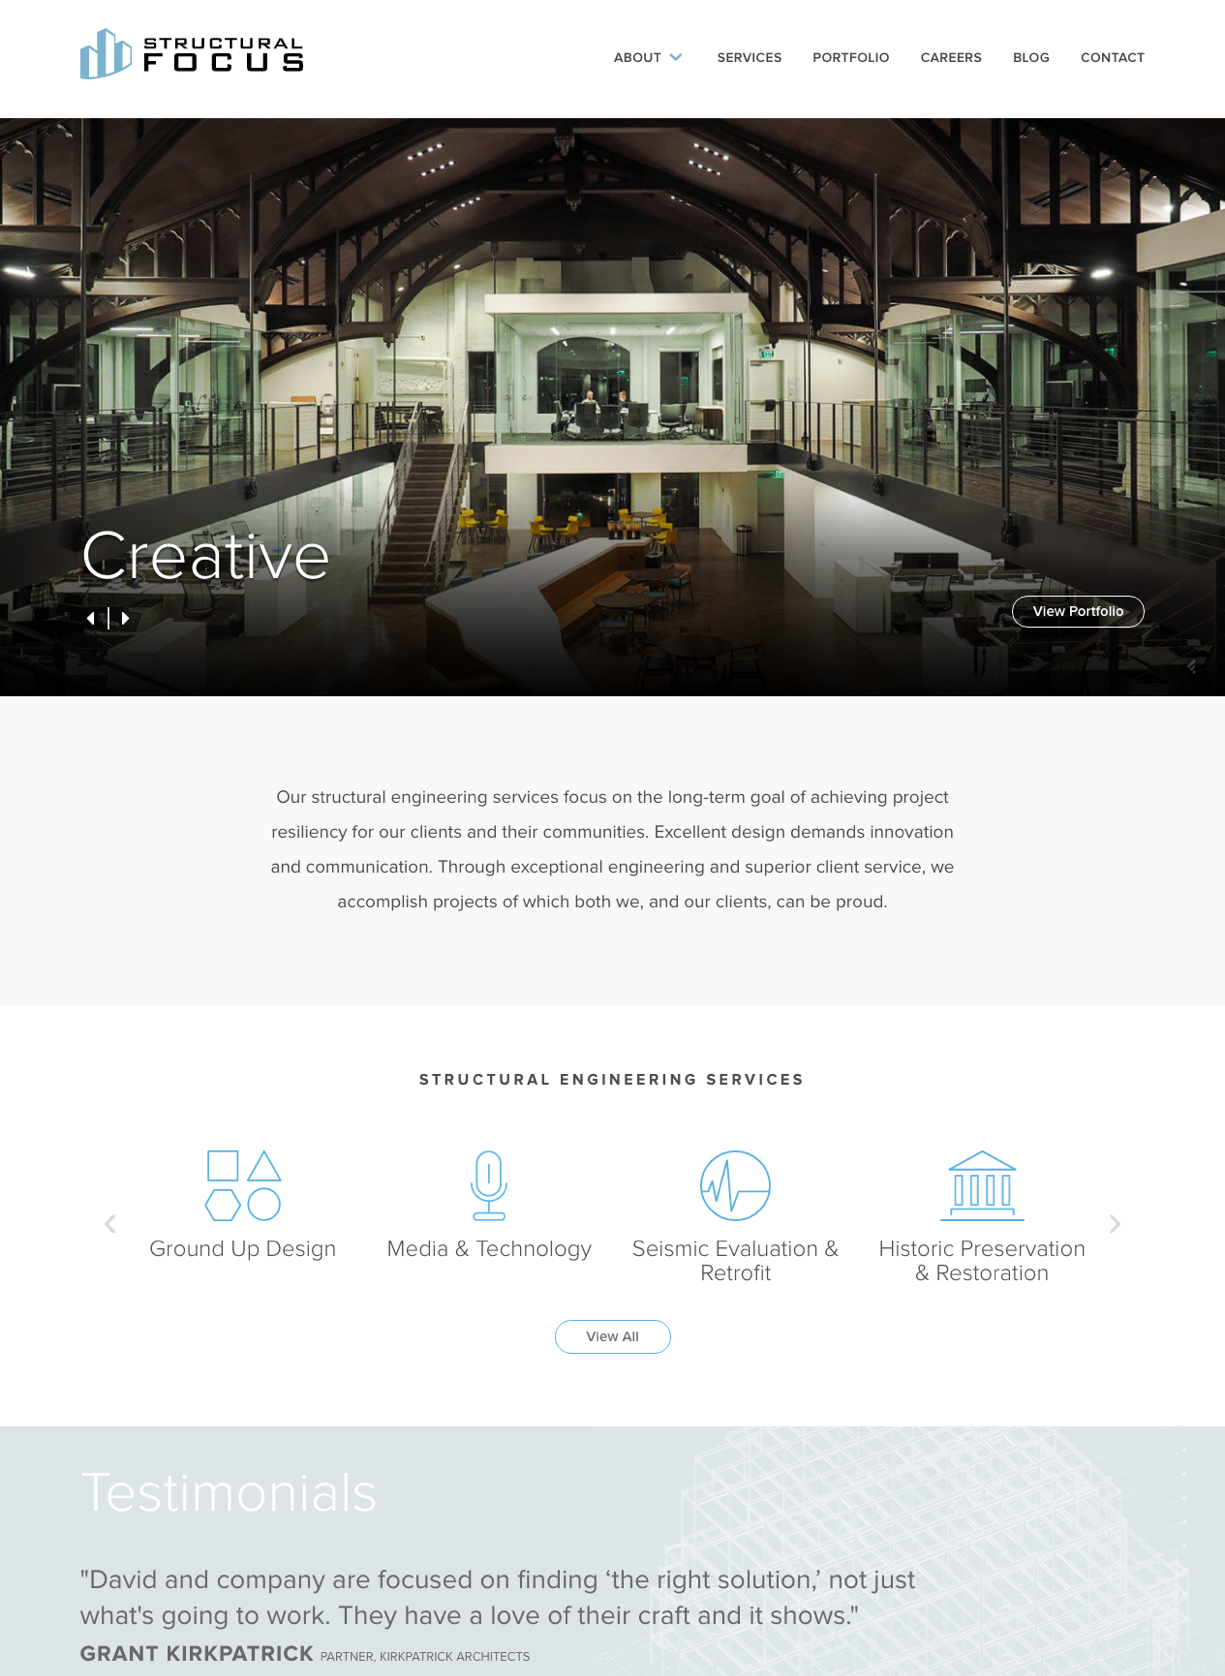 STRUCTURAL
FOCUS
ABOUT SERVICES PORTFOLIO CAREERS BLOG CONTACT
Creative
View Portfolio
Our structural engineering services focus on the long-term goal of achieving project
resiliency for our clients and their communities. Excellent design demands innovation
and communication. Through exceptional engineering and superior client service, we
accomplish projects of which both we, and our clients, can be proud.
STRUCTURAL ENGINEERING SERVICES
Ground Up Design
Media & Technology
Seismic Evaluation &
Retrofit
Historic Preservation
& Restoration
View All
Testimonials
"David and company are focused on finding ‘the right solution,’ not just
what's going to work. They have a love of their craft and it shows."
GRANT KIRKPATRICK PARTNER, KIRKPATRICK ARCHITECTS